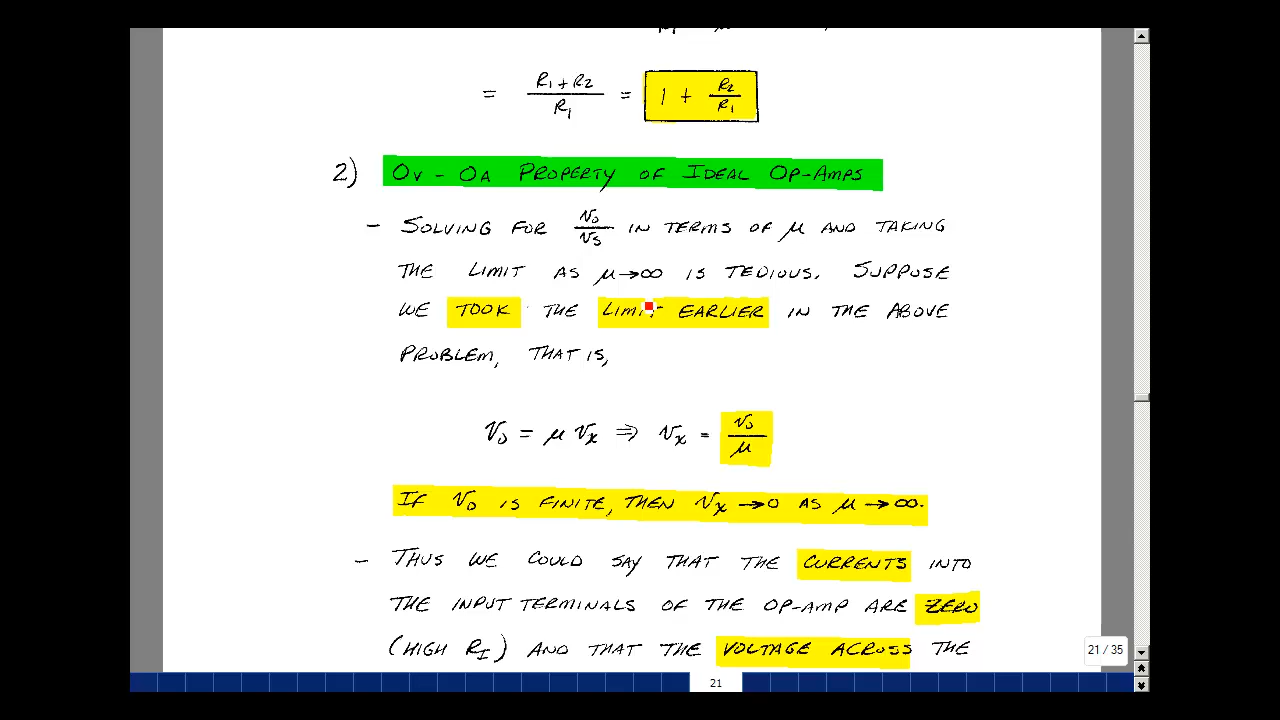 = R1+R2 / R1 = 1 + R2 / R1
2) 0V - 0A PROPERTY OF IDEAL OP-AMPS
- SOLVING FOR Vo / Vs IN TERMS OF μ AND TAKING
THE LIMIT AS μ→∞ IS TEDIOUS. SUPPOSE
WE TOOK THE LIMIT EARLIER IN THE ABOVE
PROBLEM, THAT IS,
Vo = μ Vx ⇒ Vx = Vo / μ
IF Vo IS FINITE, THEN Vx →0 AS μ →∞.
- THUS WE COULD SAY THAT THE CURRENTS INTO
THE INPUT TERMINALS OF THE OP-AMP ARE ZERO
(HIGH RI) AND THAT THE VOLTAGE ACROSS THE
21 / 35
21